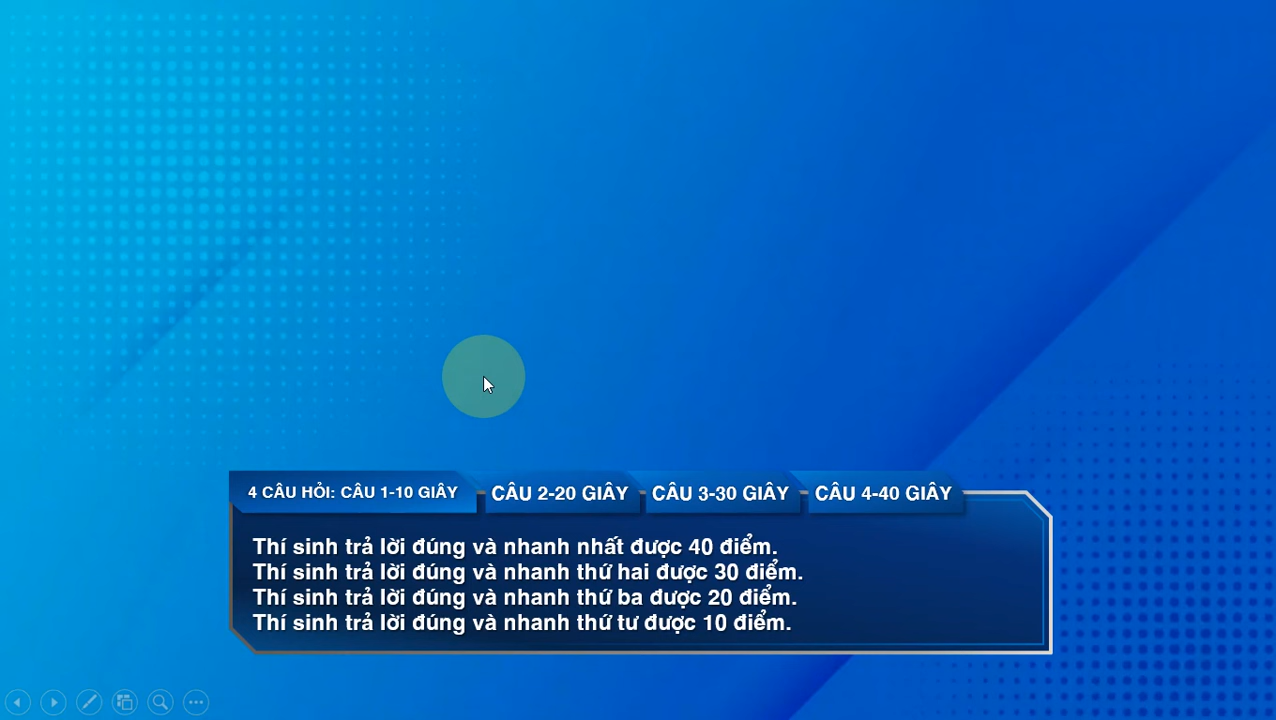 4 CÂU HỎI: CÂU 1-10 GIÂY CÂU 2-20 GIÂY CÂU 3-30 GIÂY CÂU 4-40 GIÂY
Thí sinh trả lời đúng và nhanh nhất được 40 điểm.
Thí sinh trả lời đúng và nhanh thứ hai được 30 điểm.
Thí sinh trả lời đúng và nhanh thứ ba được 20 điểm.
Thí sinh trả lời đúng và nhanh thứ tư được 10 điểm.